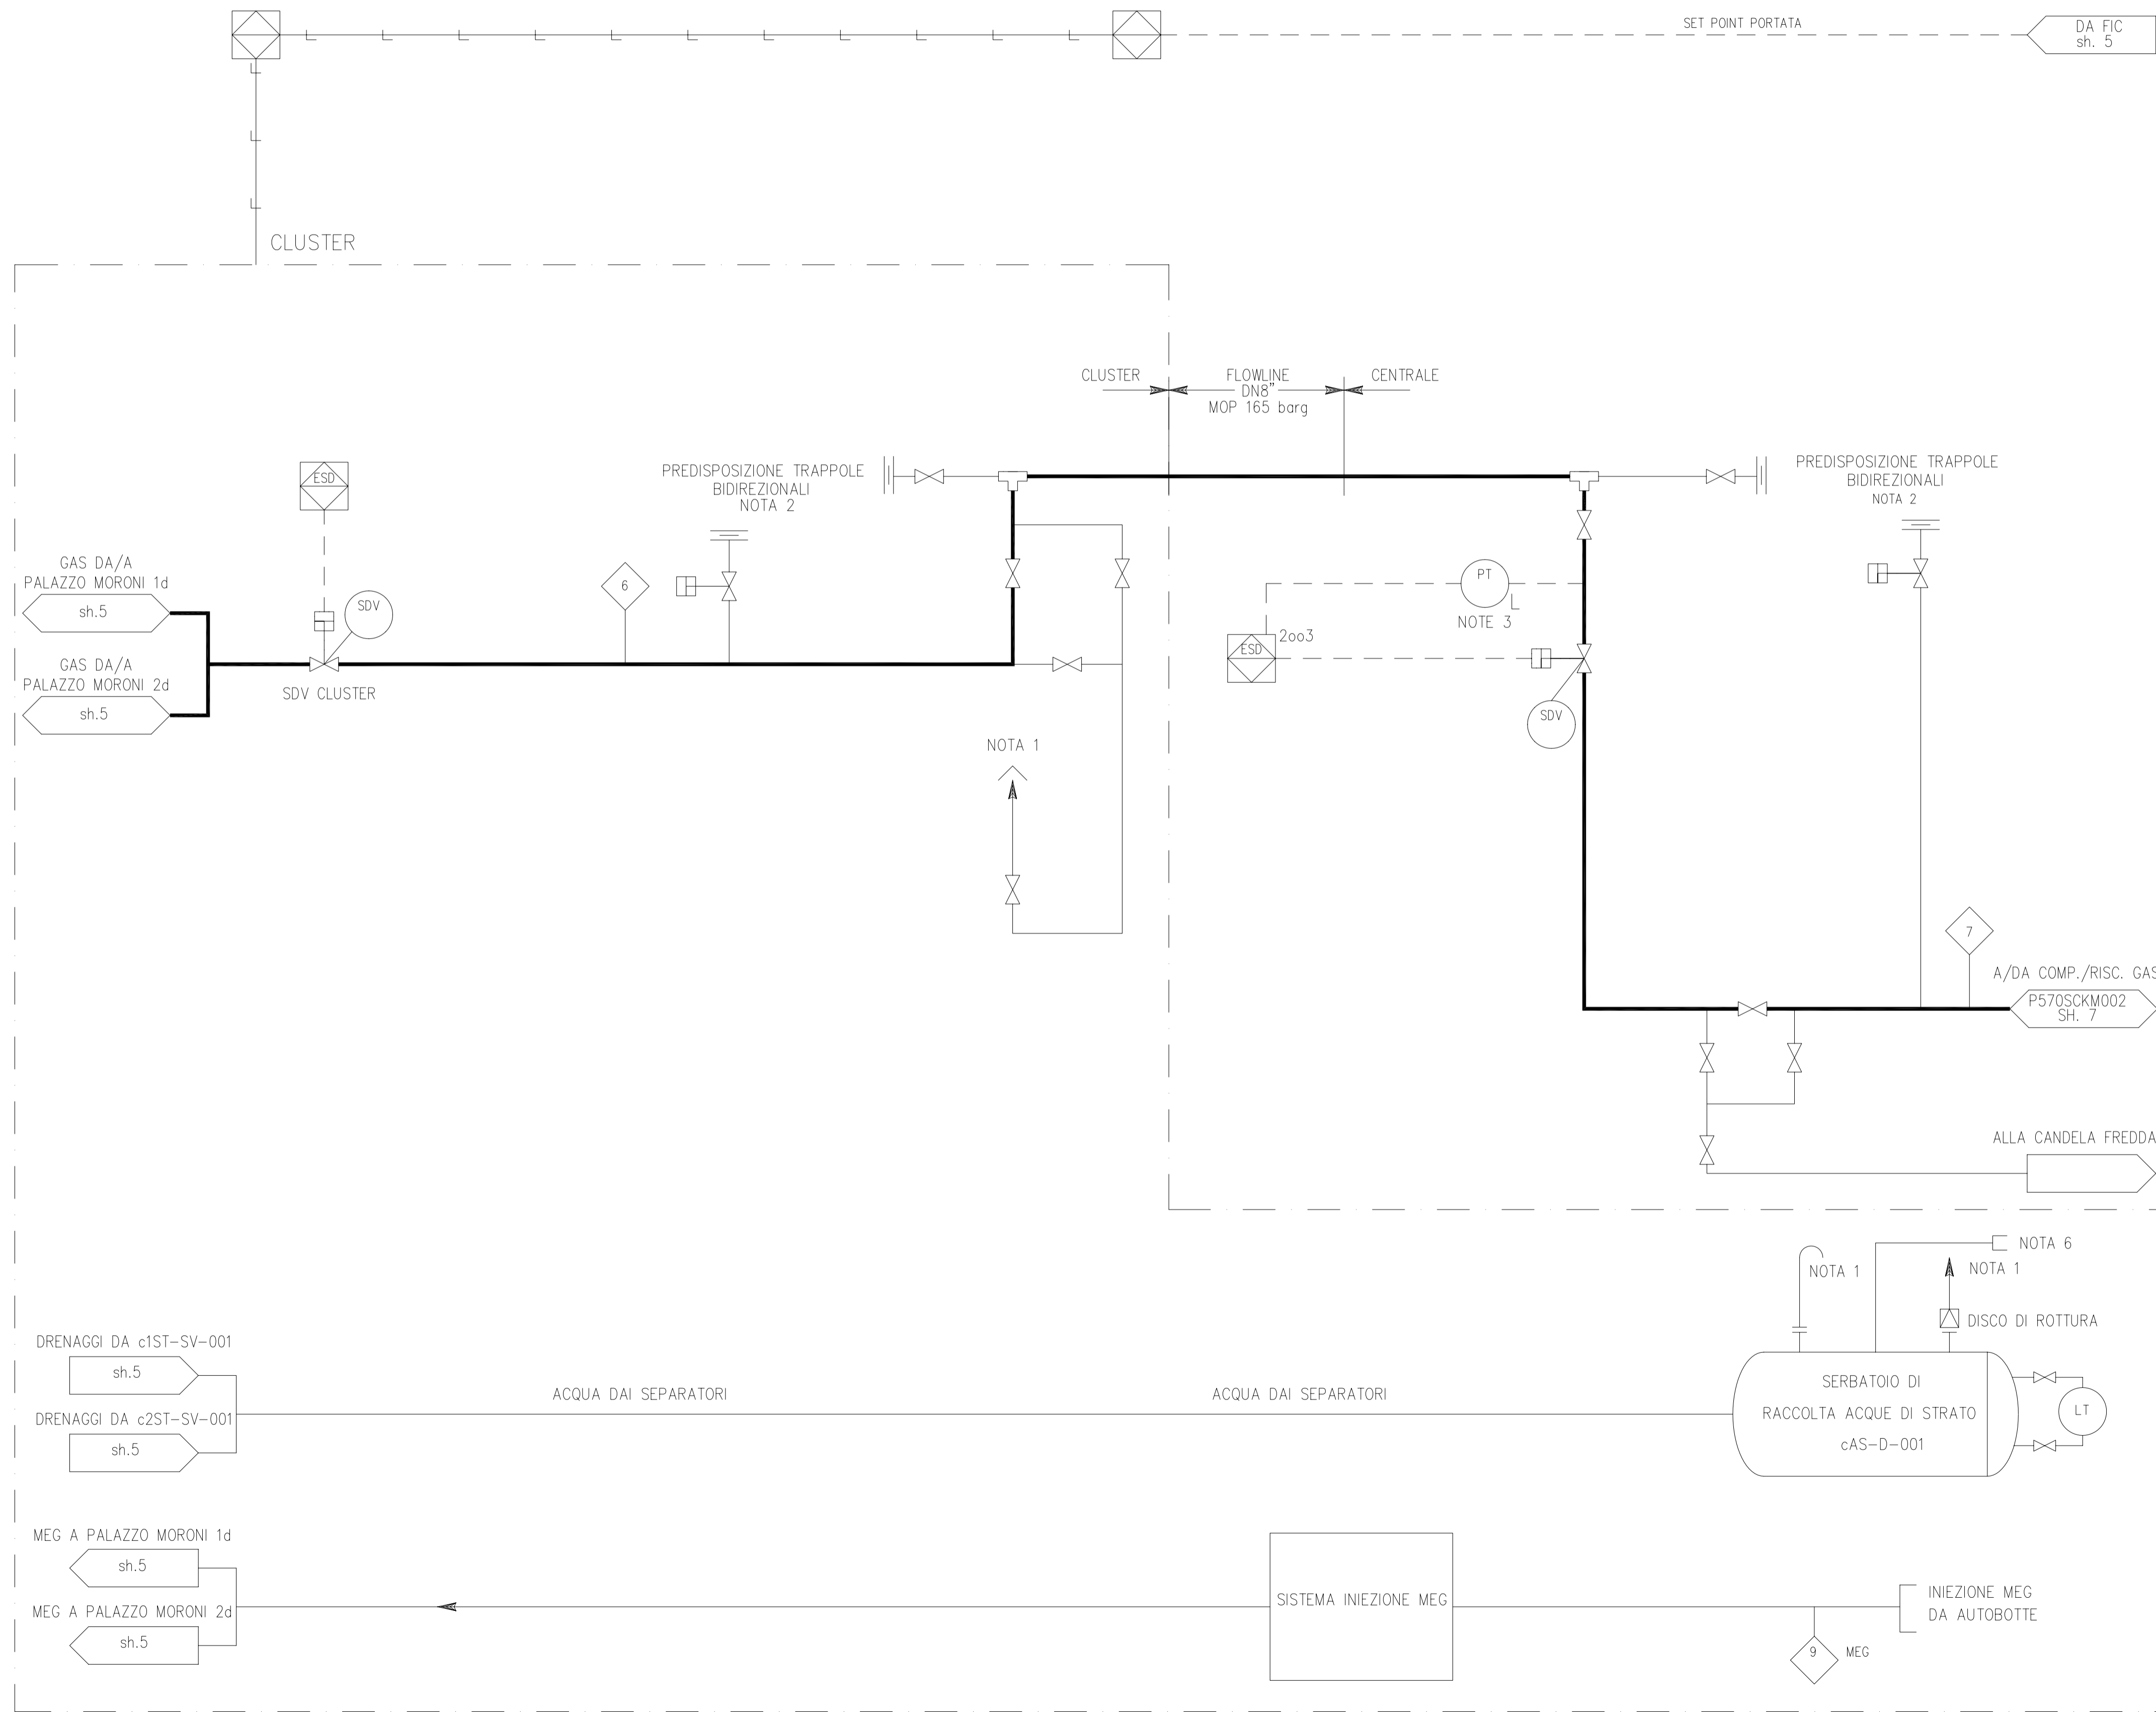 SET POINT PORTATA
DA FIC
sh. 5
CLUSTER
CLUSTER
FLOWLINE
DN8"
MOP 165 barg
CENTRALE
ESD
PREDISPOSIZIONE TRAPPOLE
BIDIREZIONALI
NOTA 2
PREDISPOSIZIONE TRAPPOLE
BIDIREZIONALI
NOTA 2
GAS DA/A
PALAZZO MORONI 1d
sh.5
SDV
6
PT
L
NOTE 3
2oo3
ESD
GAS DA/A
PALAZZO MORONI 2d
sh.5
SDV CLUSTER
SDV
NOTA 1
7
A/DA COMP./RISC. GAS
P570SCKM002
SH. 7
ALLA CANDELA FREDDA
NOTA 6
NOTA 1
NOTA 1
DISCO DI ROTTURA
DRENAGGI DA c1ST-SV-001
sh.5
DRENAGGI DA c2ST-SV-001
sh.5
ACQUA DAI SEPARATORI
ACQUA DAI SEPARATORI
SERBATOIO DI
RACCOLTA ACQUE DI STRATO
cAS-D-001
LT
MEG A PALAZZO MORONI 1d
sh.5
MEG A PALAZZO MORONI 2d
sh.5
SISTEMA INIEZIONE MEG
INIEZIONE MEG
DA AUTOBOTTE
9
MEG